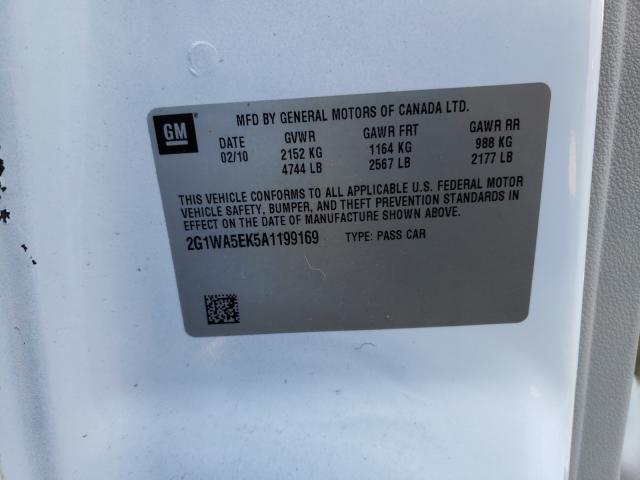 GM
MFD BY GENERAL MOTORS OF CANADA LTD.
DATE GVWR GAWR FRT GAWR RR
02/10 2152 KG 1164 KG 988 KG
4744 LB 2567 LB 2177 LB
THIS VEHICLE CONFORMS TO ALL APPLICABLE U.S. FEDERAL MOTOR
VEHICLE SAFETY, BUMPER, AND THEFT PREVENTION STANDARDS IN
EFFECT ON THE DATE OF MANUFACTURE SHOWN ABOVE.
2G1WA5EK5A1199169 TYPE: PASS CAR